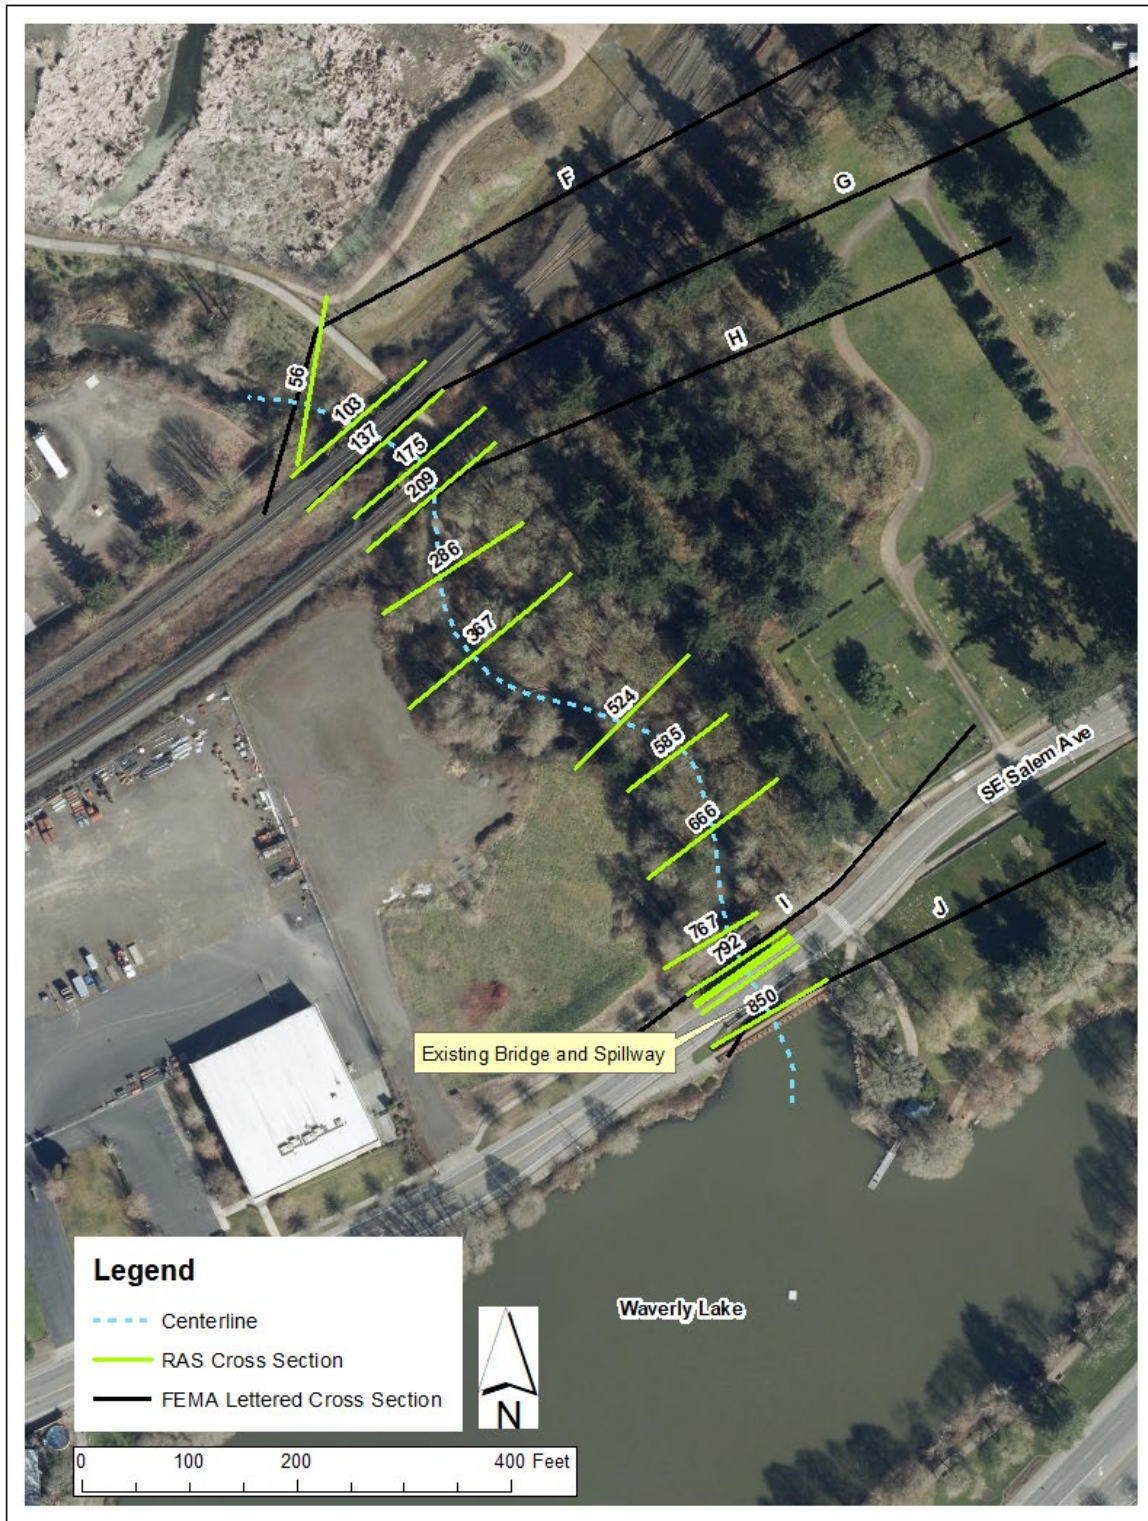 F
G
H
56
103
137
175
209
286
367
524
585
SE Salem Ave
666
I
J
767
792
850
Existing Bridge and Spillway
Waverly Lake
Legend
Centerline
RAS Cross Section
FEMA Lettered Cross Section
N
0 100 200 400 Feet